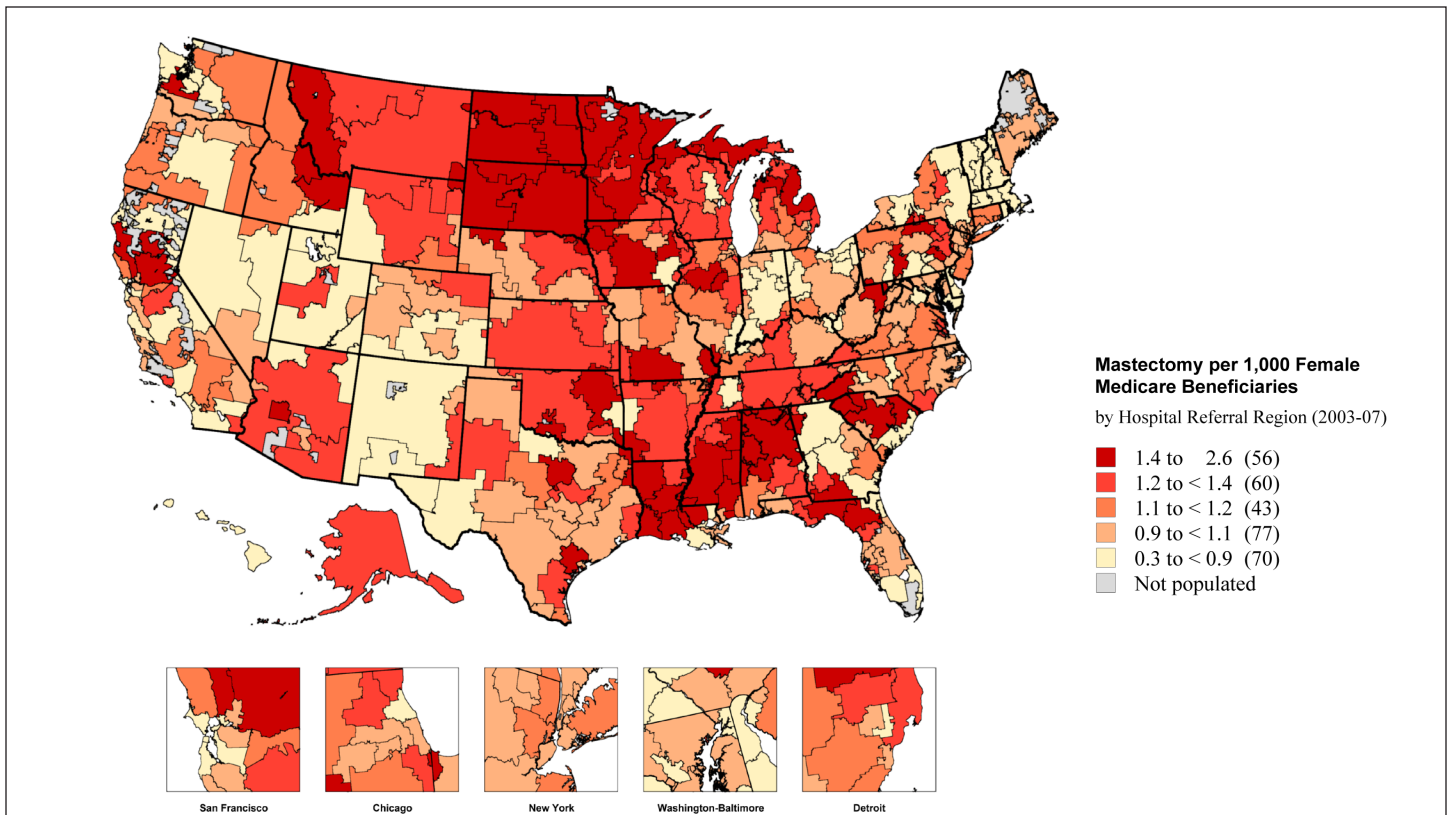 Mastectomy per 1,000 Female
Medicare Beneficiaries
by Hospital Referral Region (2003-07)
1.4 to 2.6 (56)
1.2 to < 1.4 (60)
1.1 to < 1.2 (43)
0.9 to < 1.1 (77)
0.3 to < 0.9 (70)
Not populated
San Francisco
Chicago
New York
Washington-Baltimore
Detroit